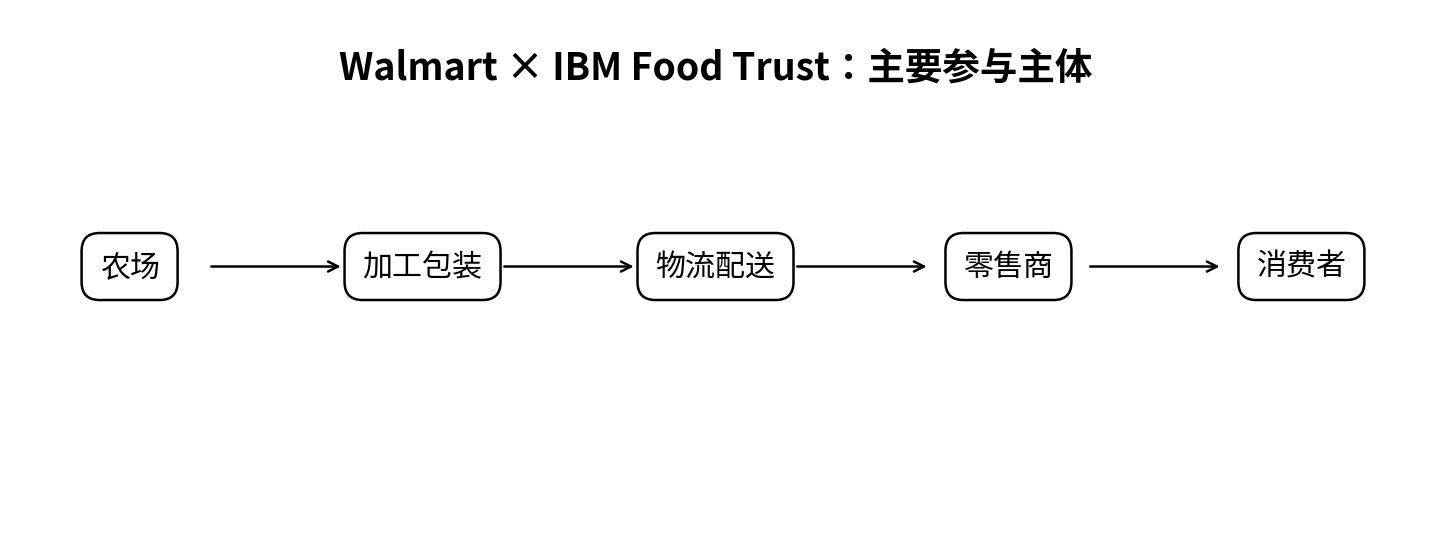 Walmart × IBM Food Trust：主要参与主体
农场
加工包装
物流配送
零售商
消费者